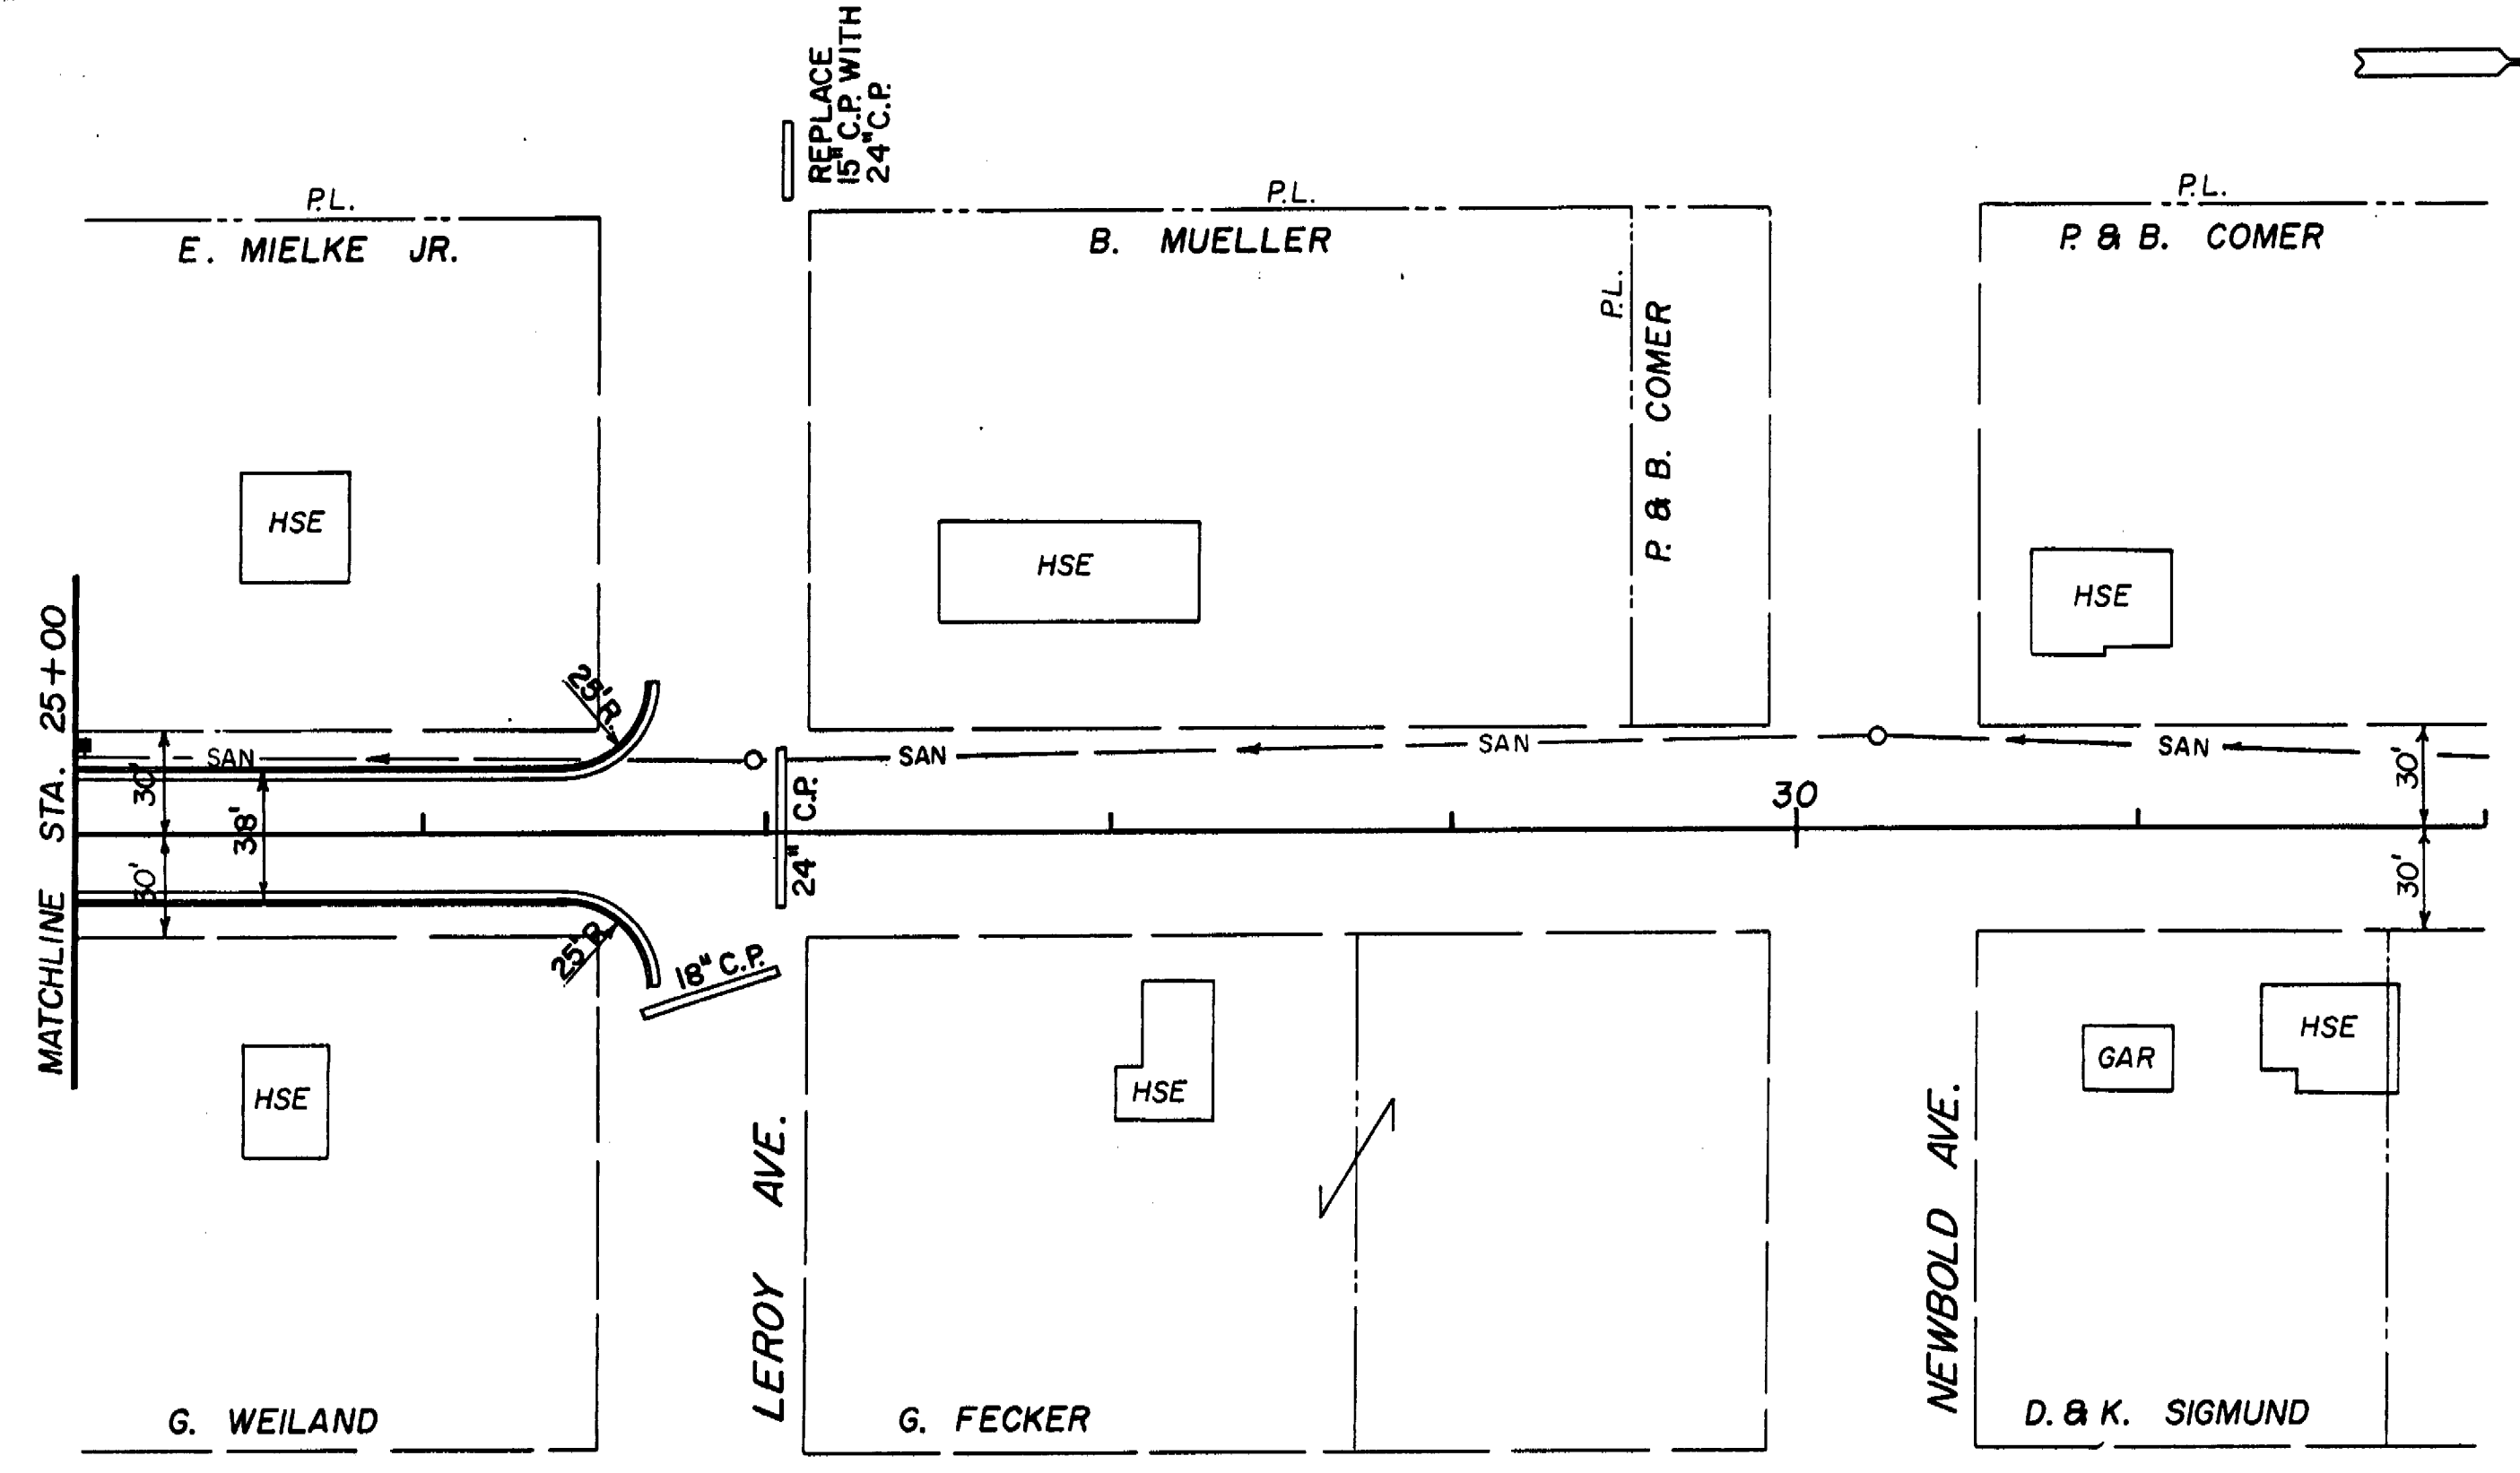 REPLACE
15" C.P. WITH
24" C.P.
P.L.
P.L.
P.L.
E. MIELKE JR.
B. MUELLER
P. & B. COMER
P.L.
P. & B. COMER
HSE
HSE
HSE
MATCHLINE STA. 25+00
25' R.
SAN
SAN
SAN
SAN
30'
30'
38'
24" C.P.
30
30'
30'
25' R.
18" C.P.
HSE
HSE
GAR
HSE
LEROY AVE.
NEWBOLD AVE.
G. WEILAND
G. FECKER
D. & K. SIGMUND